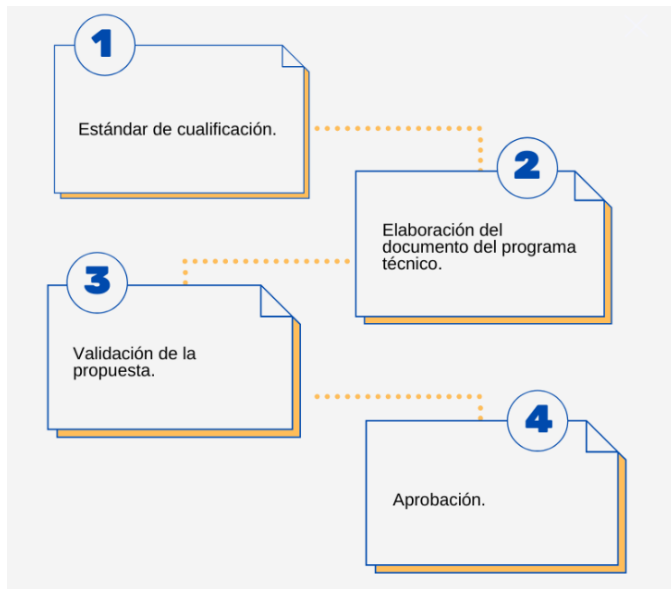 1
Estándar de cualificación.
2
Elaboración del
documento del programa
técnico.
3
Validación de la
propuesta.
4
Aprobación.